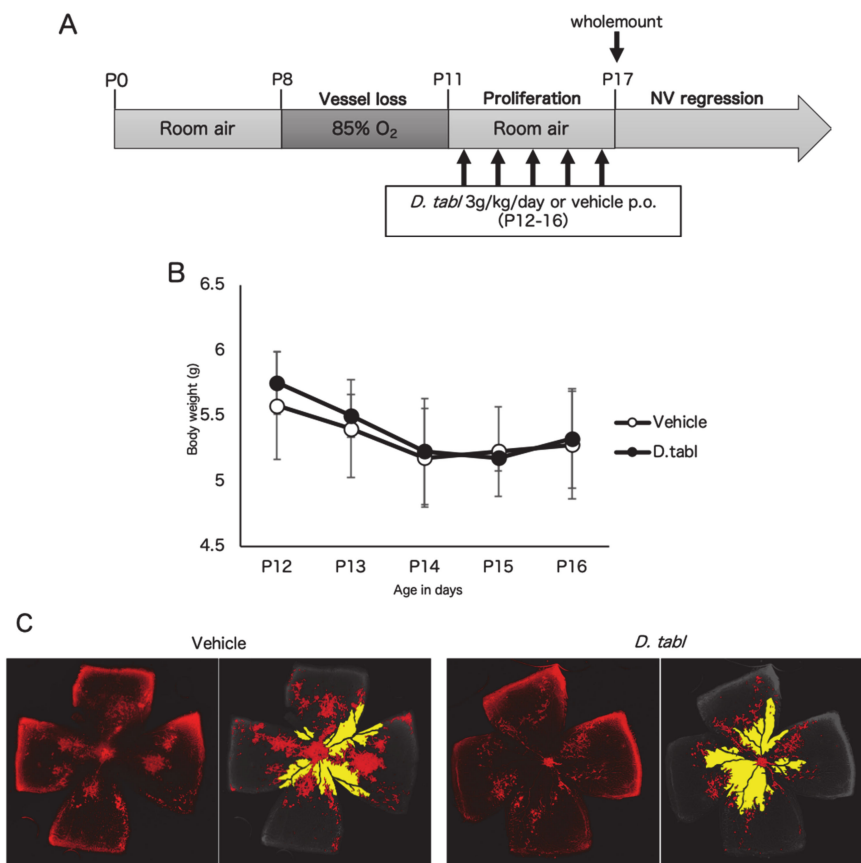 A
wholemount
P0 P8 P11 P17
Vessel loss Proliferation NV regression
Room air 85% O₂ Room air
D. tabl 3g/kg/day or vehicle p.o.
(P12-16)
B
6.5
6
5.5
5
4.5
Body weight (g)
P12 P13 P14 P15 P16
Age in days
Vehicle
D.tabl
C
Vehicle D. tabl